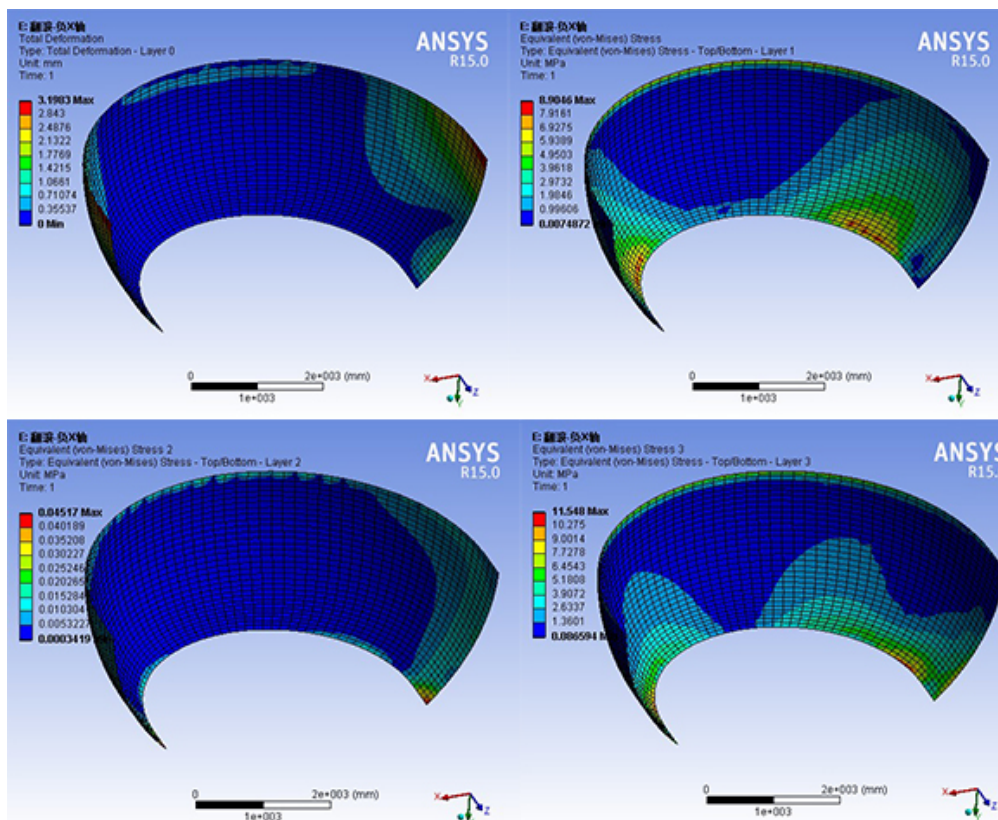 E: 翻滚-负X轴
Total Deformation
Type: Total Deformation - Layer 0
Unit: mm
Time: 1
ANSYS
R15.0
3.1983 Max
2.843
2.4876
2.1322
1.7769
1.4215
1.0661
0.71074
0.35537
0 Min
0
2e+003 (mm)
1e+003
X
Y
Z
E: 翻滚-负X轴
Equivalent (von-Mises) Stress
Type: Equivalent (von-Mises) Stress - Top/Bottom - Layer 1
Unit: MPa
Time: 1
ANSYS
R15.0
8.9046 Max
7.9161
6.9275
5.9389
4.9503
3.9618
2.9732
1.9846
0.99606
0.0074872
0
2e+003 (mm)
1e+003
X
Y
Z
E: 翻滚-负X轴
Equivalent (von-Mises) Stress 2
Type: Equivalent (von-Mises) Stress - Top/Bottom - Layer 2
Unit: MPa
Time: 1
ANSYS
R15.0
0.04517 Max
0.040189
0.035208
0.030227
0.025246
0.020265
0.015284
0.010304
0.0053227
0.0003419
0
2e+003 (mm)
1e+003
X
Y
Z
E: 翻滚-负X轴
Equivalent (von-Mises) Stress 3
Type: Equivalent (von-Mises) Stress - Top/Bottom - Layer 3
Unit: MPa
Time: 1
ANSYS
R15.0
11.548 Max
10.275
9.0014
7.7278
6.4543
5.1808
3.9072
2.6337
1.3601
0.086594 M
0
2e+003 (mm)
1e+003
X
Y
Z